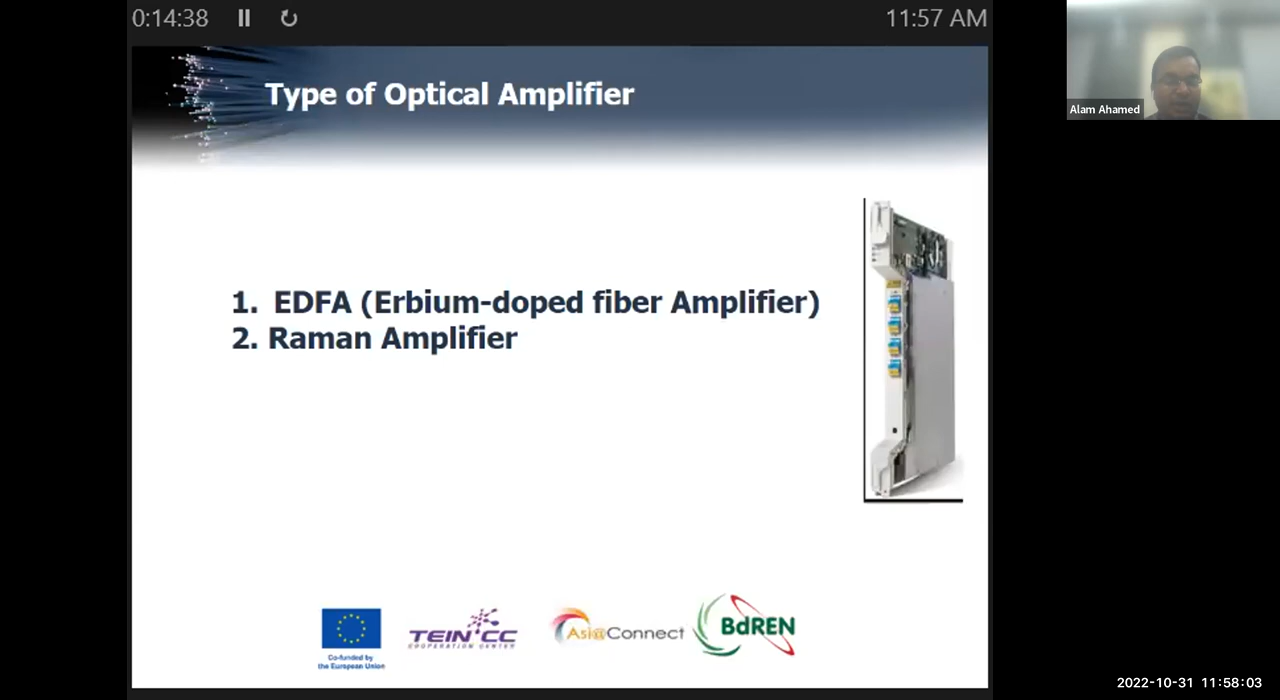 0:14:38
11:57 AM
Type of Optical Amplifier
1. EDFA (Erbium-doped fiber Amplifier)
2. Raman Amplifier
Co-funded by
the European Union
TEIN*CC
COOPERATION CENTER
Asi@Connect
BdREN
Alam Ahamed
2022-10-31 11:58:03